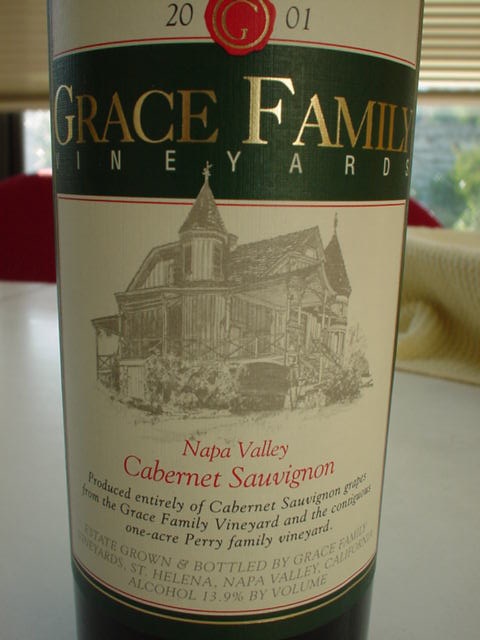 20 G 01
GRACE FAMILY
VINEYARDS
Napa Valley
Cabernet Sauvignon
Produced entirely of Cabernet Sauvignon grapes
from the Grace Family Vineyard and the contiguous
one-acre Perry family vineyard.
ESTATE GROWN & BOTTLED BY GRACE FAMILY
VINEYARDS, ST. HELENA, NAPA VALLEY, CALIFORNIA
ALCOHOL 13.9% BY VOLUME